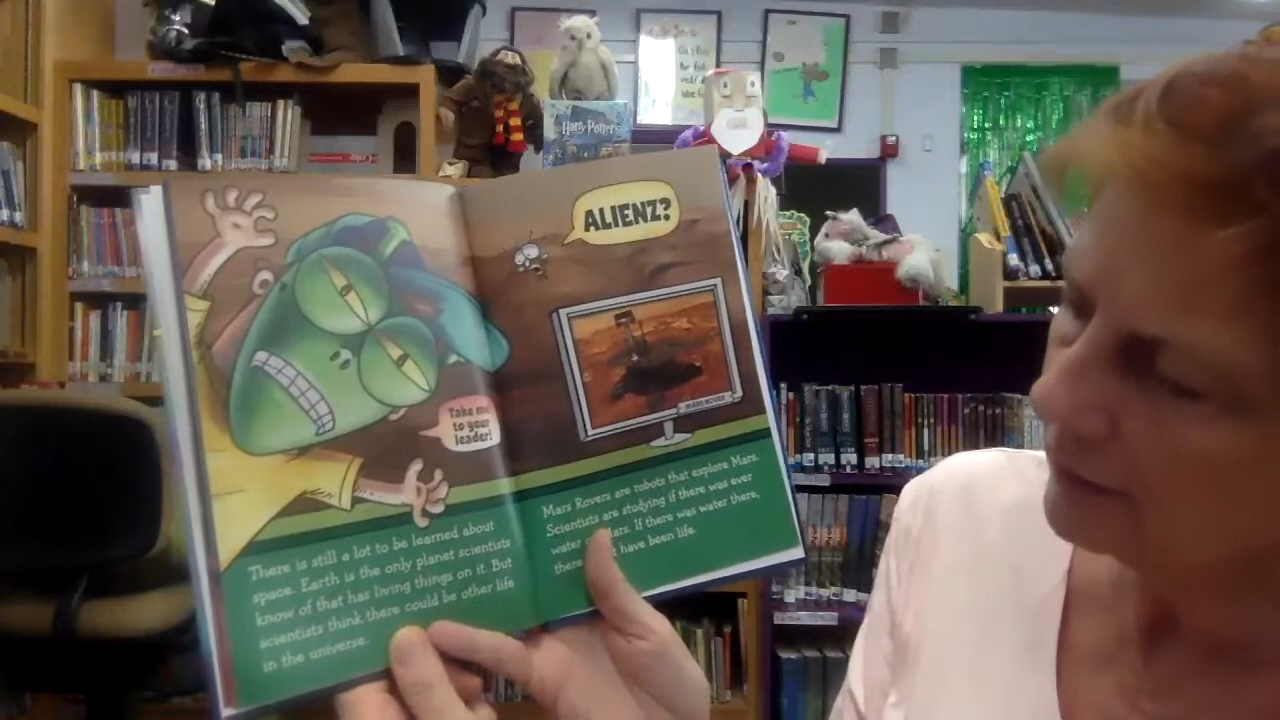 Harry Potter
ALIENZ?
Take me
to your
leader!
MARS ROVER
There is still a lot to be learned about
space. Earth is the only planet scientists
know of that has living things on it. But
scientists think there could be other life
in the universe.
Mars Rovers are robots that explore Mars.
Scientists are studying if there was ever
water on Mars. If there was water there,
there have been life.